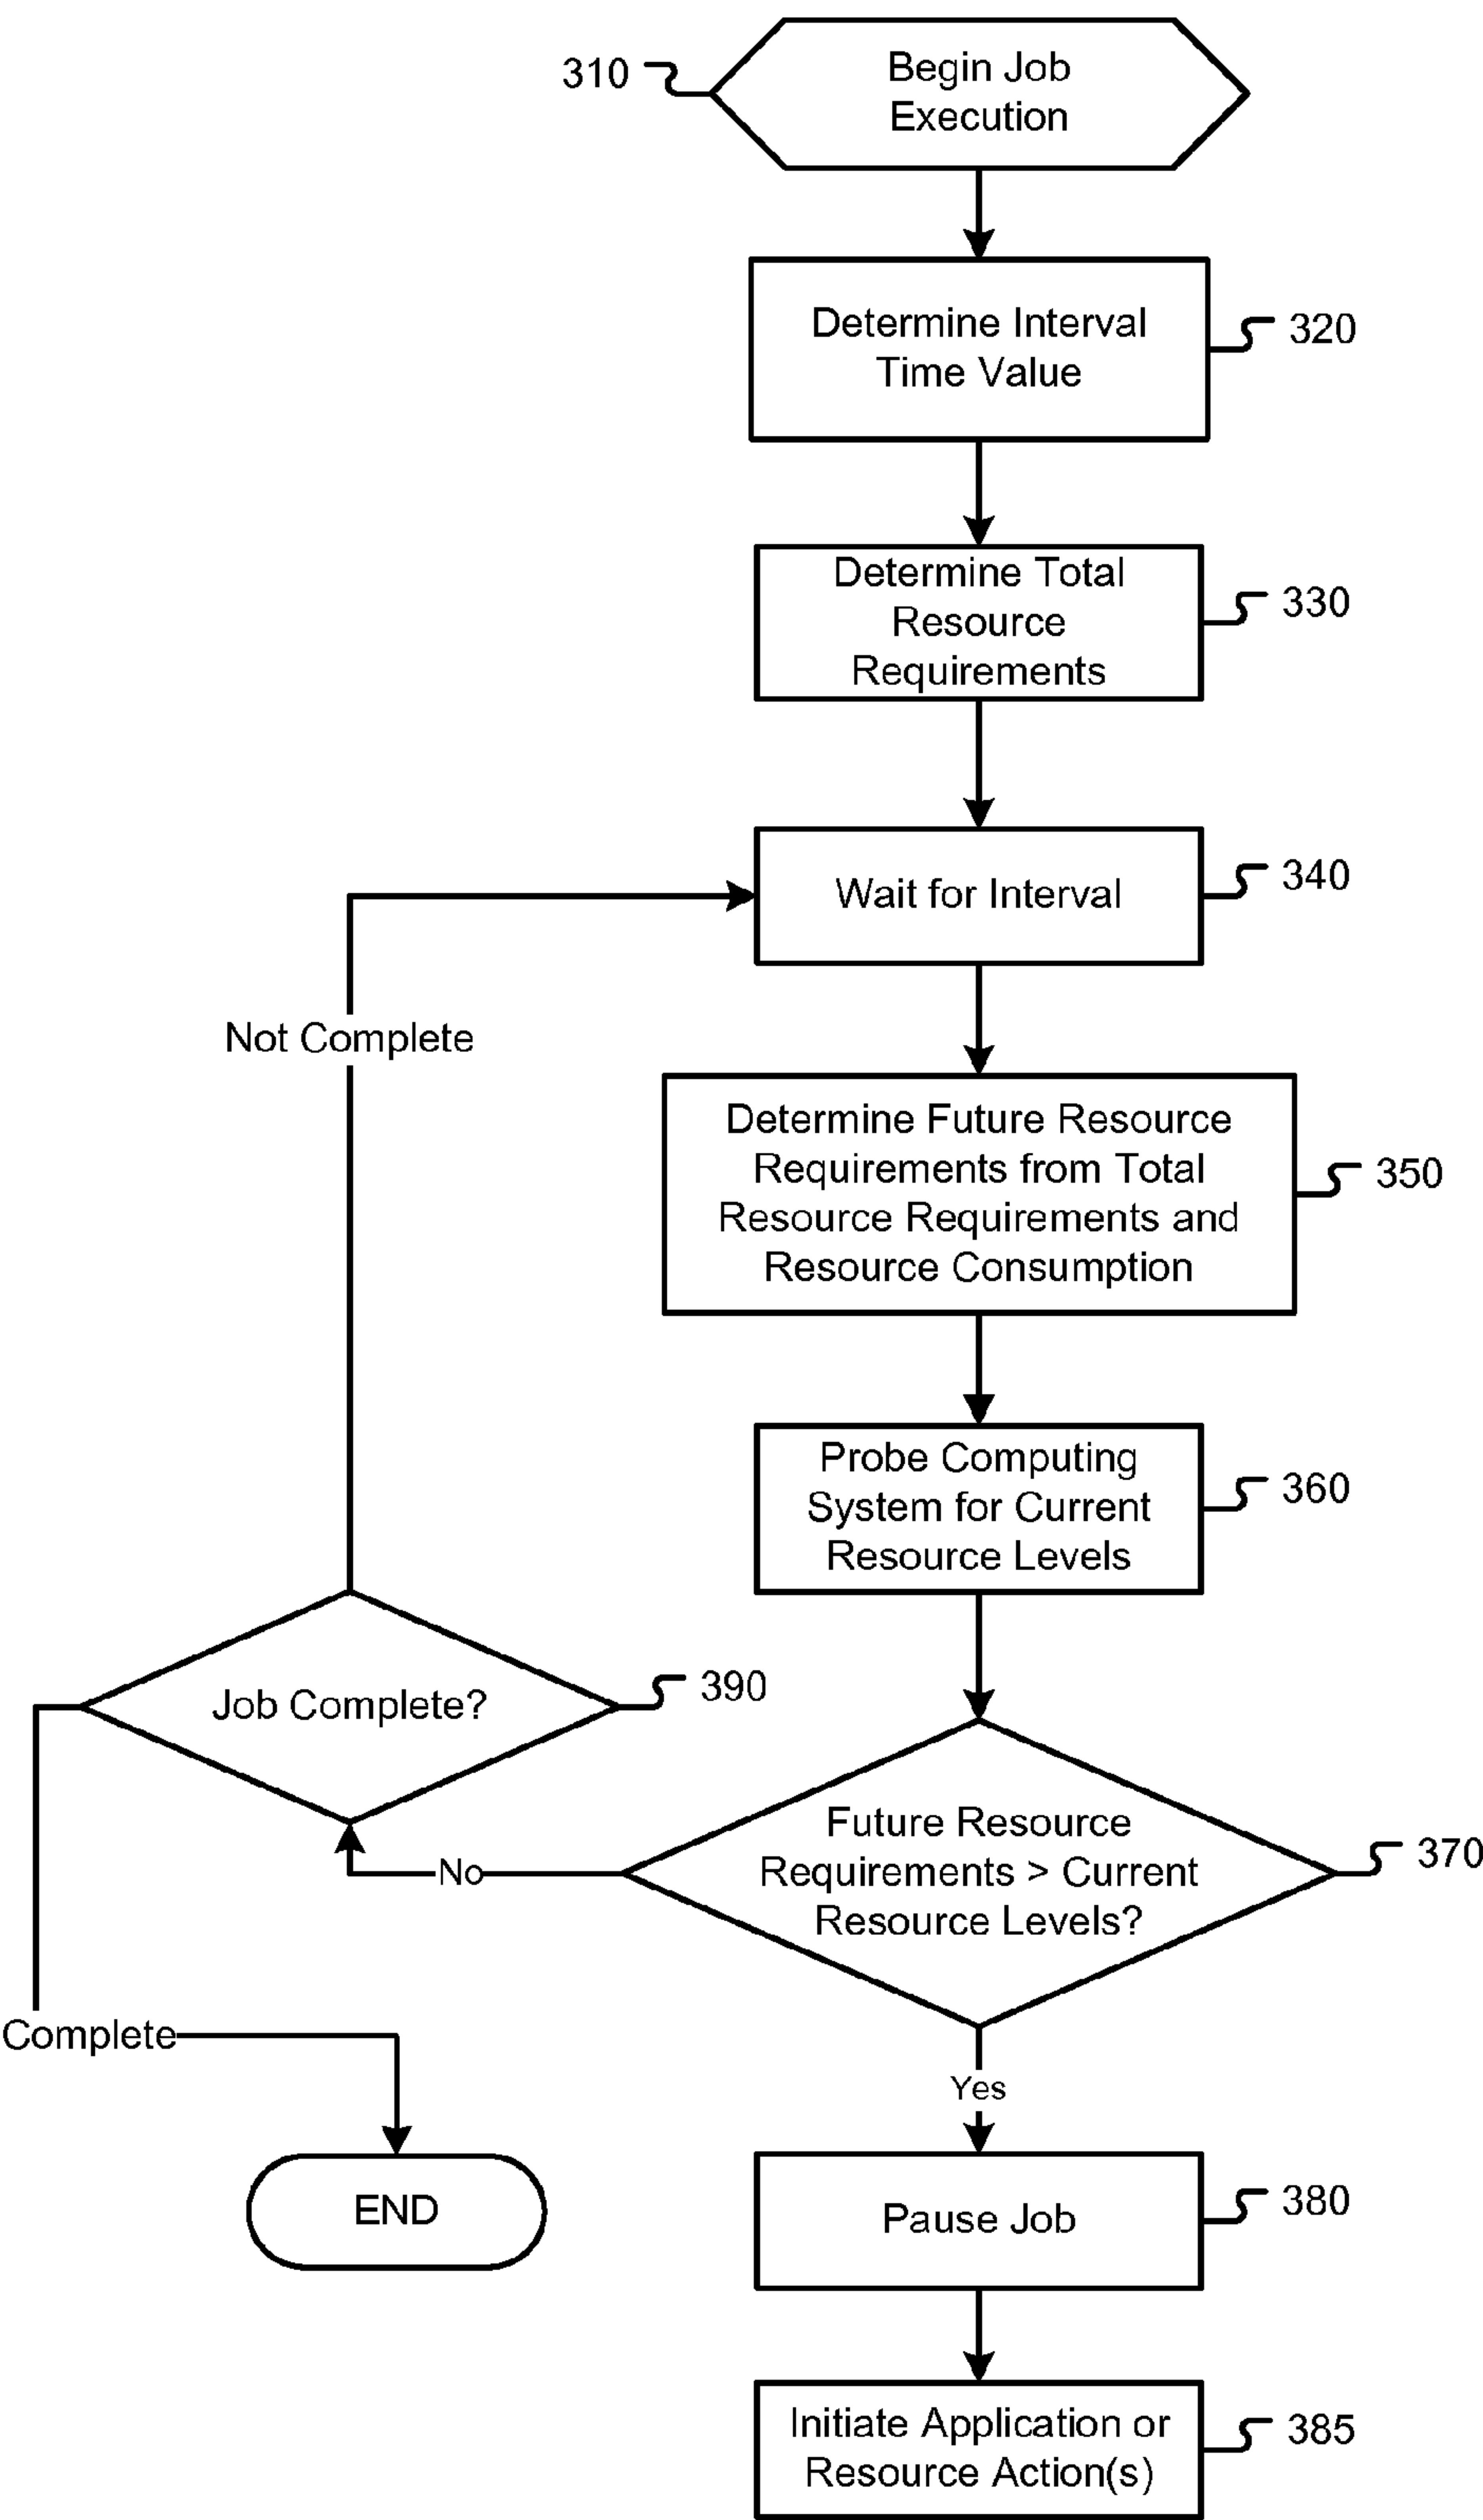 310
Begin Job
Execution
Determine Interval
Time Value
320
Determine Total
Resource
Requirements
330
Wait for Interval
340
Not Complete
Determine Future Resource
Requirements from Total
Resource Requirements and
Resource Consumption
350
Probe Computing
System for Current
Resource Levels
360
Job Complete?
390
Future Resource
Requirements > Current
Resource Levels?
370
No
Complete
Yes
END
Pause Job
380
Initiate Application or
Resource Action(s)
385